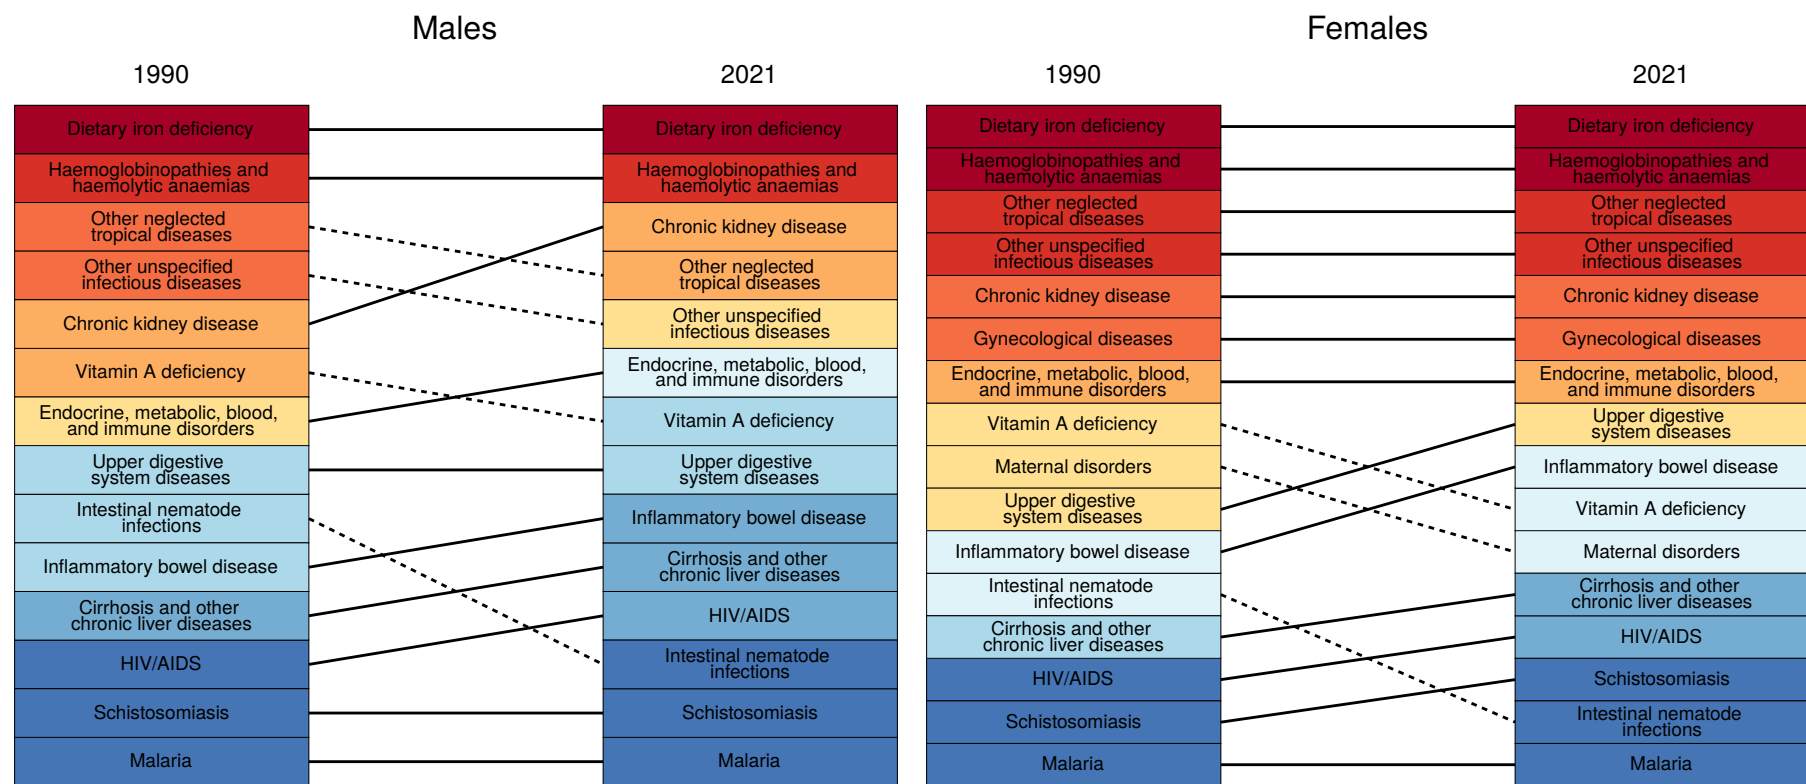 Males
1990
2021
Dietary iron deficiency
Haemoglobinopathies and
haemolytic anaemias
Other neglected
tropical diseases
Other unspecified
infectious diseases
Chronic kidney disease
Vitamin A deficiency
Endocrine, metabolic, blood,
and immune disorders
Upper digestive
system diseases
Intestinal nematode
infections
Inflammatory bowel disease
Cirrhosis and other
chronic liver diseases
HIV/AIDS
Schistosomiasis
Malaria
Dietary iron deficiency
Haemoglobinopathies and
haemolytic anaemias
Chronic kidney disease
Other neglected
tropical diseases
Other unspecified
infectious diseases
Endocrine, metabolic, blood,
and immune disorders
Vitamin A deficiency
Upper digestive
system diseases
Inflammatory bowel disease
Cirrhosis and other
chronic liver diseases
HIV/AIDS
Intestinal nematode
infections
Schistosomiasis
Malaria
Females
1990
2021
Dietary iron deficiency
Haemoglobinopathies and
haemolytic anaemias
Other neglected
tropical diseases
Other unspecified
infectious diseases
Chronic kidney disease
Gynecological diseases
Endocrine, metabolic, blood,
and immune disorders
Vitamin A deficiency
Maternal disorders
Upper digestive
system diseases
Inflammatory bowel disease
Intestinal nematode
infections
Cirrhosis and other
chronic liver diseases
HIV/AIDS
Schistosomiasis
Malaria
Dietary iron deficiency
Haemoglobinopathies and
haemolytic anaemias
Other neglected
tropical diseases
Other unspecified
infectious diseases
Chronic kidney disease
Gynecological diseases
Endocrine, metabolic, blood,
and immune disorders
Upper digestive
system diseases
Inflammatory bowel disease
Vitamin A deficiency
Maternal disorders
Cirrhosis and other
chronic liver diseases
HIV/AIDS
Schistosomiasis
Intestinal nematode
infections
Malaria